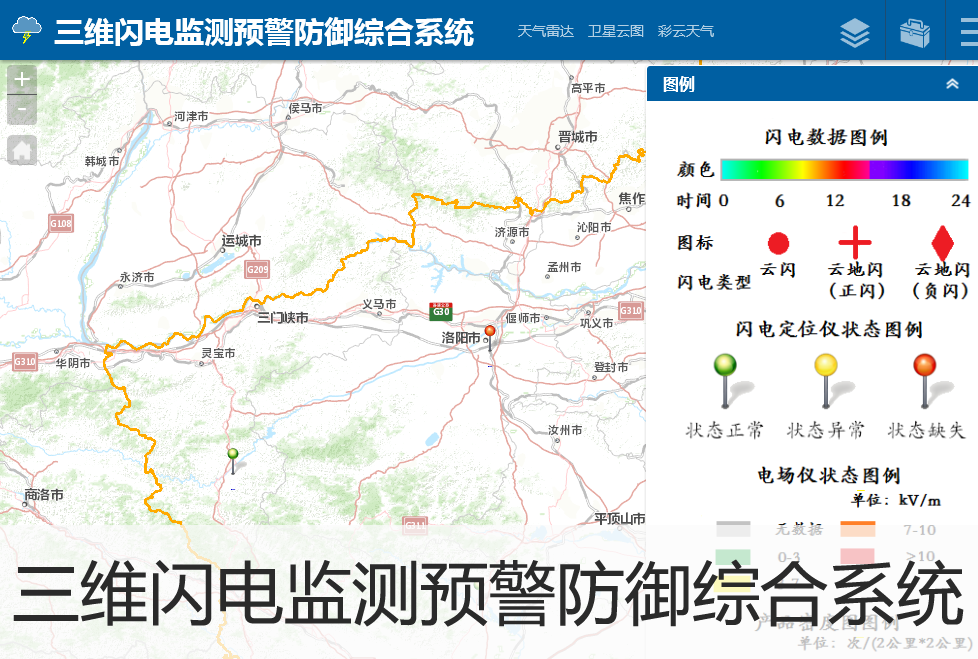 三维闪电监测预警防御综合系统
天气雷达 卫星云图 彩云天气
+
-
图例
高平市
侯马市
河津市
晋城市
韩城市
焦作
G108
运城市
济源市
沁阳市
G209
孟州市
永济市
义马市
G30
偃师市
G310
三门峡市
巩义市
洛阳市
灵宝市
G310
华阴市
登封市
汝州市
商洛市
平顶山市
闪电数据图例
颜色
时间 0 6 12 18 24
图标
闪电类型
云闪
云地闪
(正闪)
云地闪
(负闪)
闪电定位仪状态图例
状态正常 状态异常 状态缺失
电场仪状态图例
单位: kV/m
无数据 7-10
0-3 >10
三维闪电监测预警防御综合系统
产品密度图图例
单位: 次/(2公里*2公里)